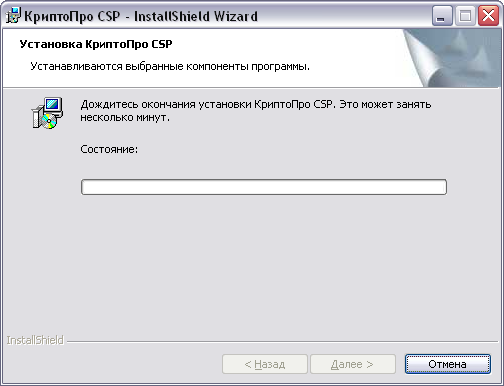 КриптоПро CSP - InstallShield Wizard
Установка КриптоПро CSP
Устанавливаются выбранные компоненты программы.
Дождитесь окончания установки КриптоПро CSP. Это может занять
несколько минут.
Состояние:
InstallShield
< Назад
Далее >
Отмена